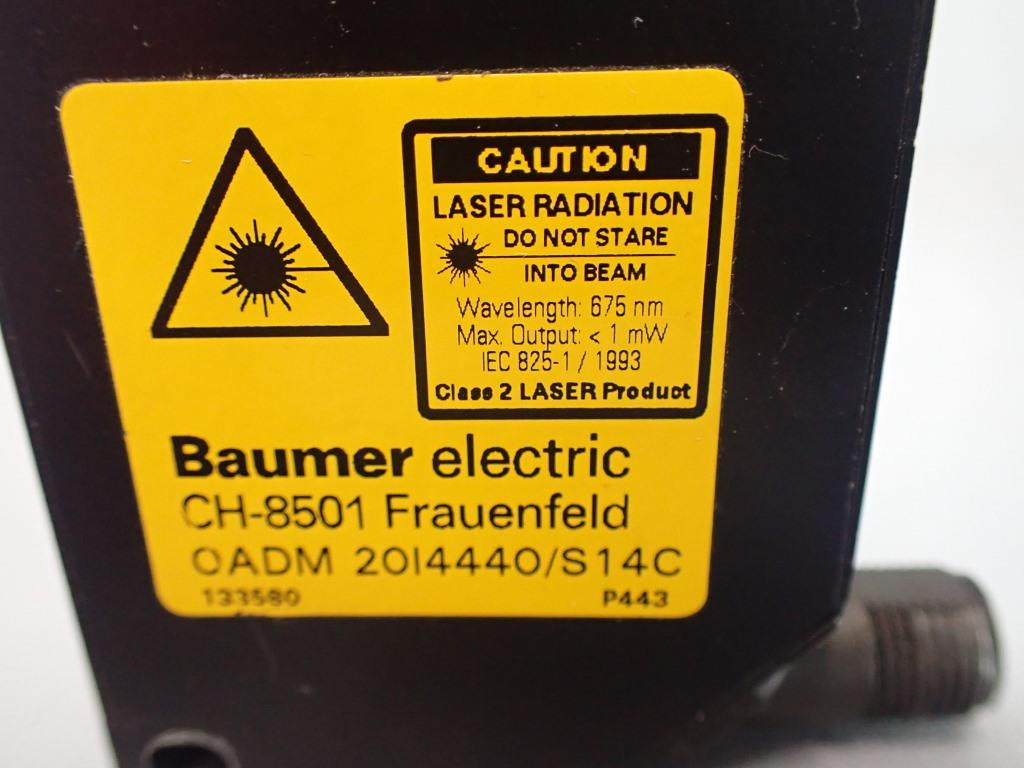 CAUTION
LASER RADIATION
DO NOT STARE
INTO BEAM
Wavelength: 675 nm
Max. Output: < 1 mW
IEC 825-1 / 1993
Class 2 LASER Product
Baumer electric
CH-8501 Frauenfeld
OADM 20I4440/S14C
133580
P443